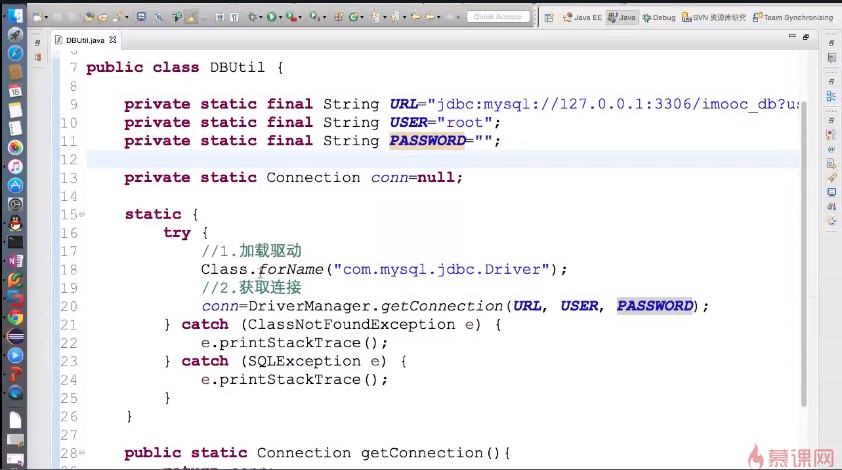 Quick Access
Java EE
Java
Debug
SVN 资源库研究
Team Synchronizing
DBUtil.java
7 public class DBUtil {
8
9 private static final String URL="jdbc:mysql://127.0.0.1:3306/imooc_db?us
10 private static final String USER="root";
11 private static final String PASSWORD="";
12
13 private static Connection conn=null;
14
15 static {
16 try {
17 //1.加载驱动
18 Class.forName("com.mysql.jdbc.Driver");
19 //2.获取连接
20 conn=DriverManager.getConnection(URL, USER, PASSWORD);
21 } catch (ClassNotFoundException e) {
22 e.printStackTrace();
23 } catch (SQLException e) {
24 e.printStackTrace();
25 }
26 }
27
28 public static Connection getConnection(){
慕课网